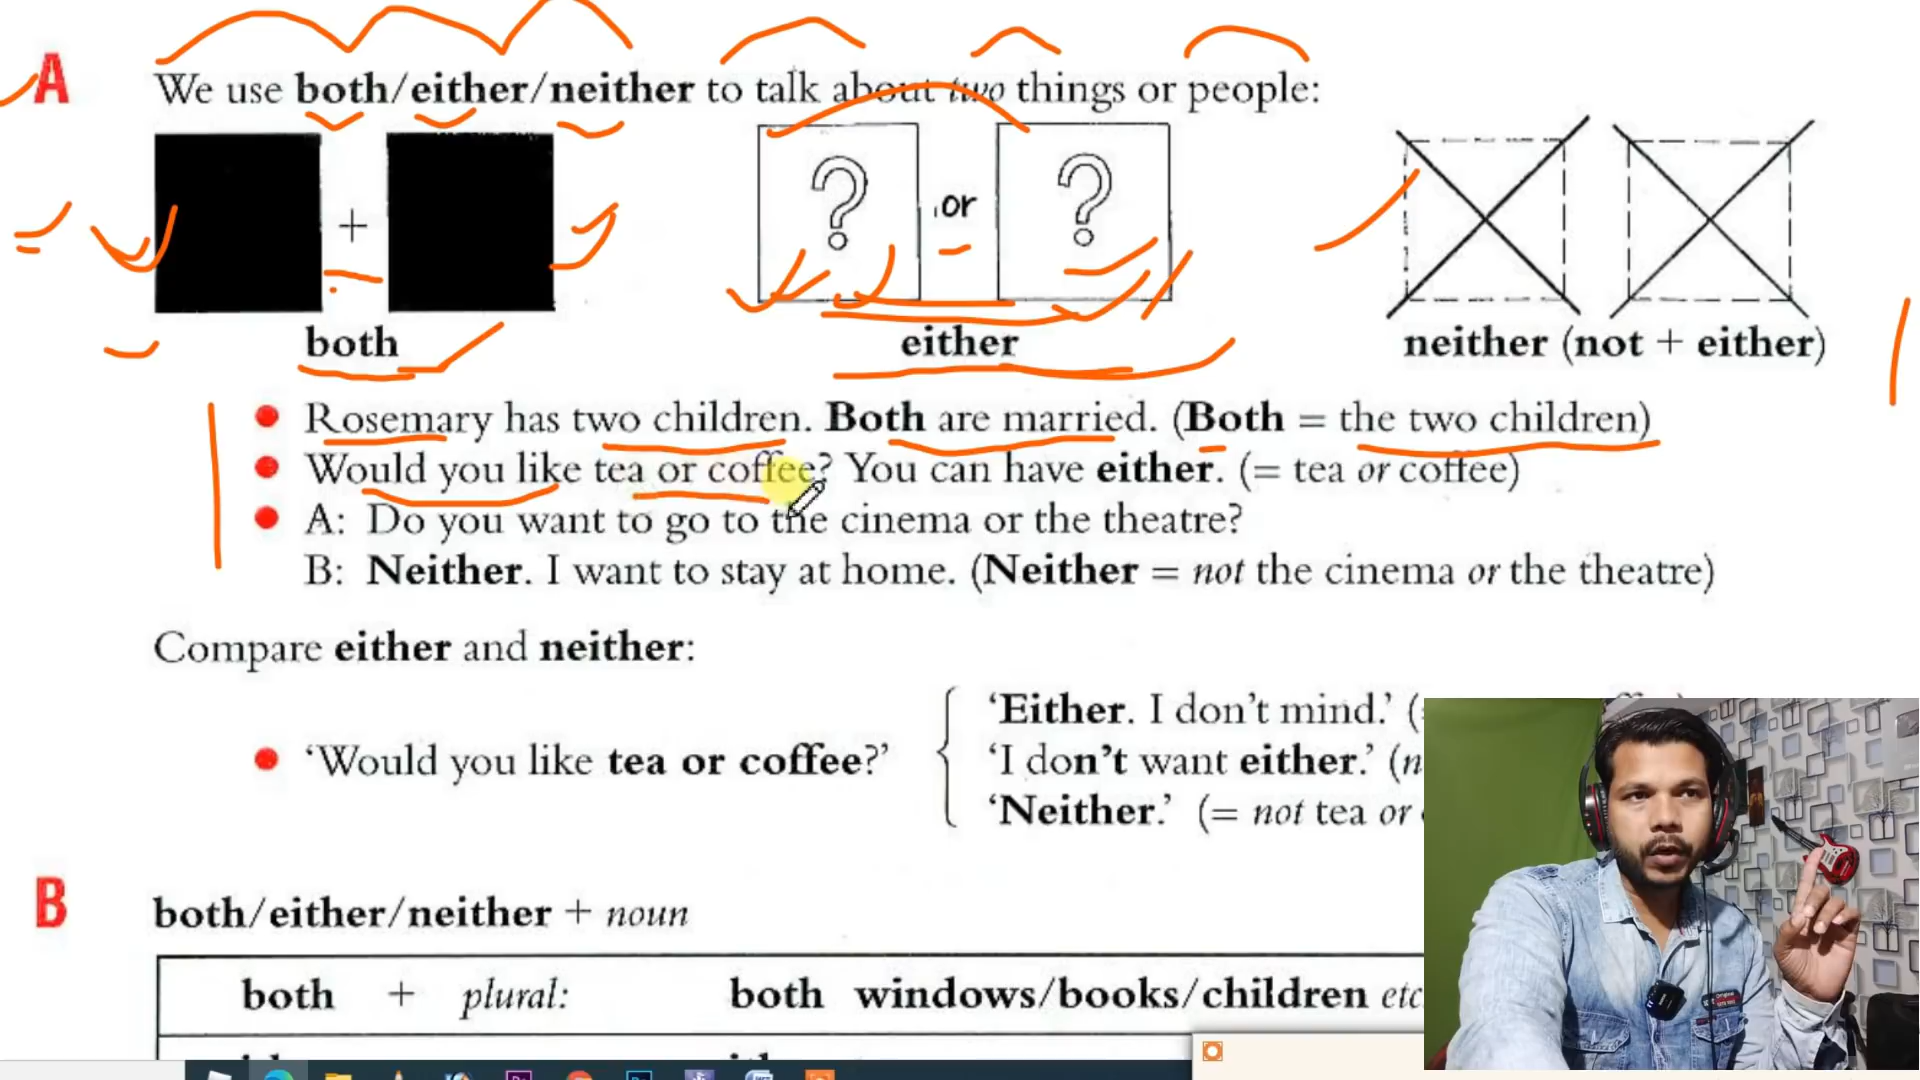 A We use both/either/neither to talk about two things or people:
+
? or ?
both either neither (not + either)
Rosemary has two children. Both are married. (Both = the two children)
Would you like tea or coffee? You can have either. (= tea or coffee)
A: Do you want to go to the cinema or the theatre?
B: Neither. I want to stay at home. (Neither = not the cinema or the theatre)
Compare either and neither:
'Either. I don't mind.' (
'Would you like tea or coffee?' 'I don't want either.' (n
'Neither.' (= not tea or
B both/either/neither + noun
both + plural: both windows/books/children etc